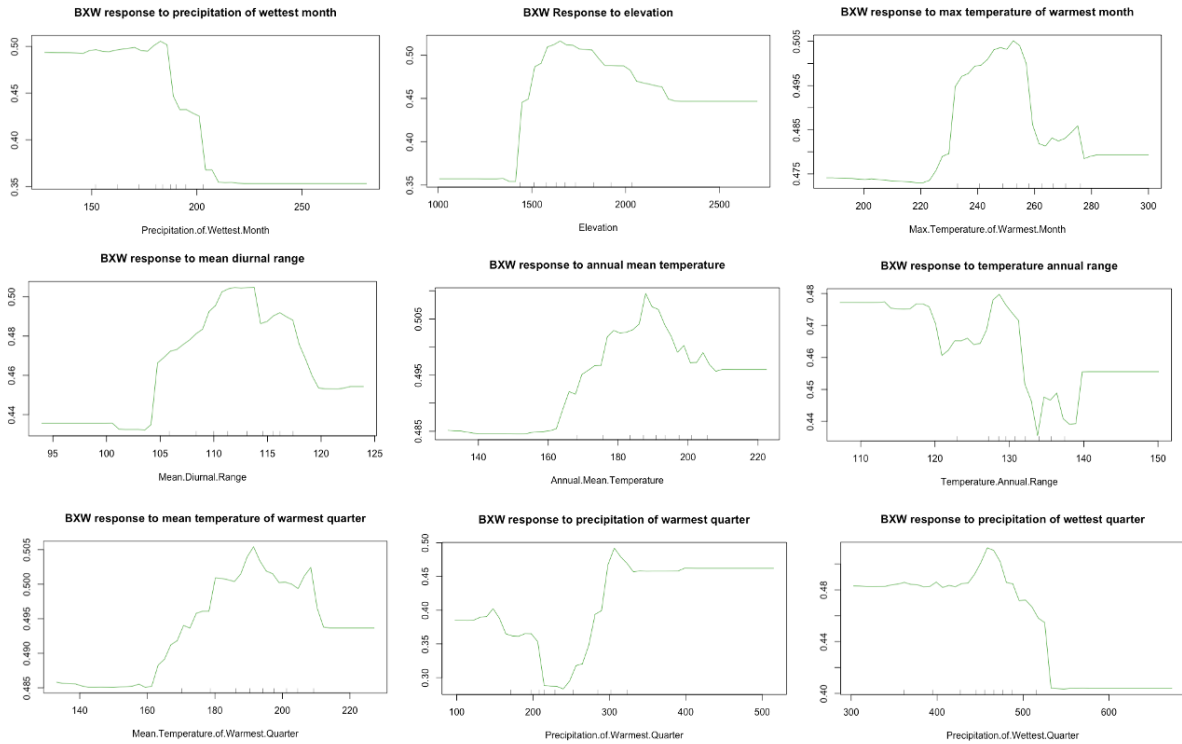 BXW response to precipitation of wettest month
0.50
0.45
0.40
0.35
150 200 250
Precipitation.of.Wettest.Month
BXW Response to elevation
0.50
0.45
0.40
0.35
1000 1500 2000 2500
Elevation
BXW response to max temperature of warmest month
0.505
0.495
0.485
0.475
200 220 240 260 280 300
Max.Temperature.of.Warmest.Month
BXW response to mean diurnal range
0.50
0.48
0.46
0.44
95 100 105 110 115 120 125
Mean.Diurnal.Range
BXW response to annual mean temperature
0.505
0.495
0.485
140 160 180 200 220
Annual.Mean.Temperature
BXW response to temperature annual range
0.48
0.47
0.46
0.45
0.44
110 120 130 140 150
Temperature.Annual.Range
BXW response to mean temperature of warmest quarter
0.505
0.500
0.495
0.490
0.485
140 160 180 200 220
Mean.Temperature.of.Warmest.Quarter
BXW response to precipitation of warmest quarter
0.50
0.45
0.40
0.35
0.30
100 200 300 400 500
Precipitation.of.Warmest.Quarter
BXW response to precipitation of wettest quarter
0.48
0.44
0.40
300 400 500 600
Precipitation.of.Wettest.Quarter